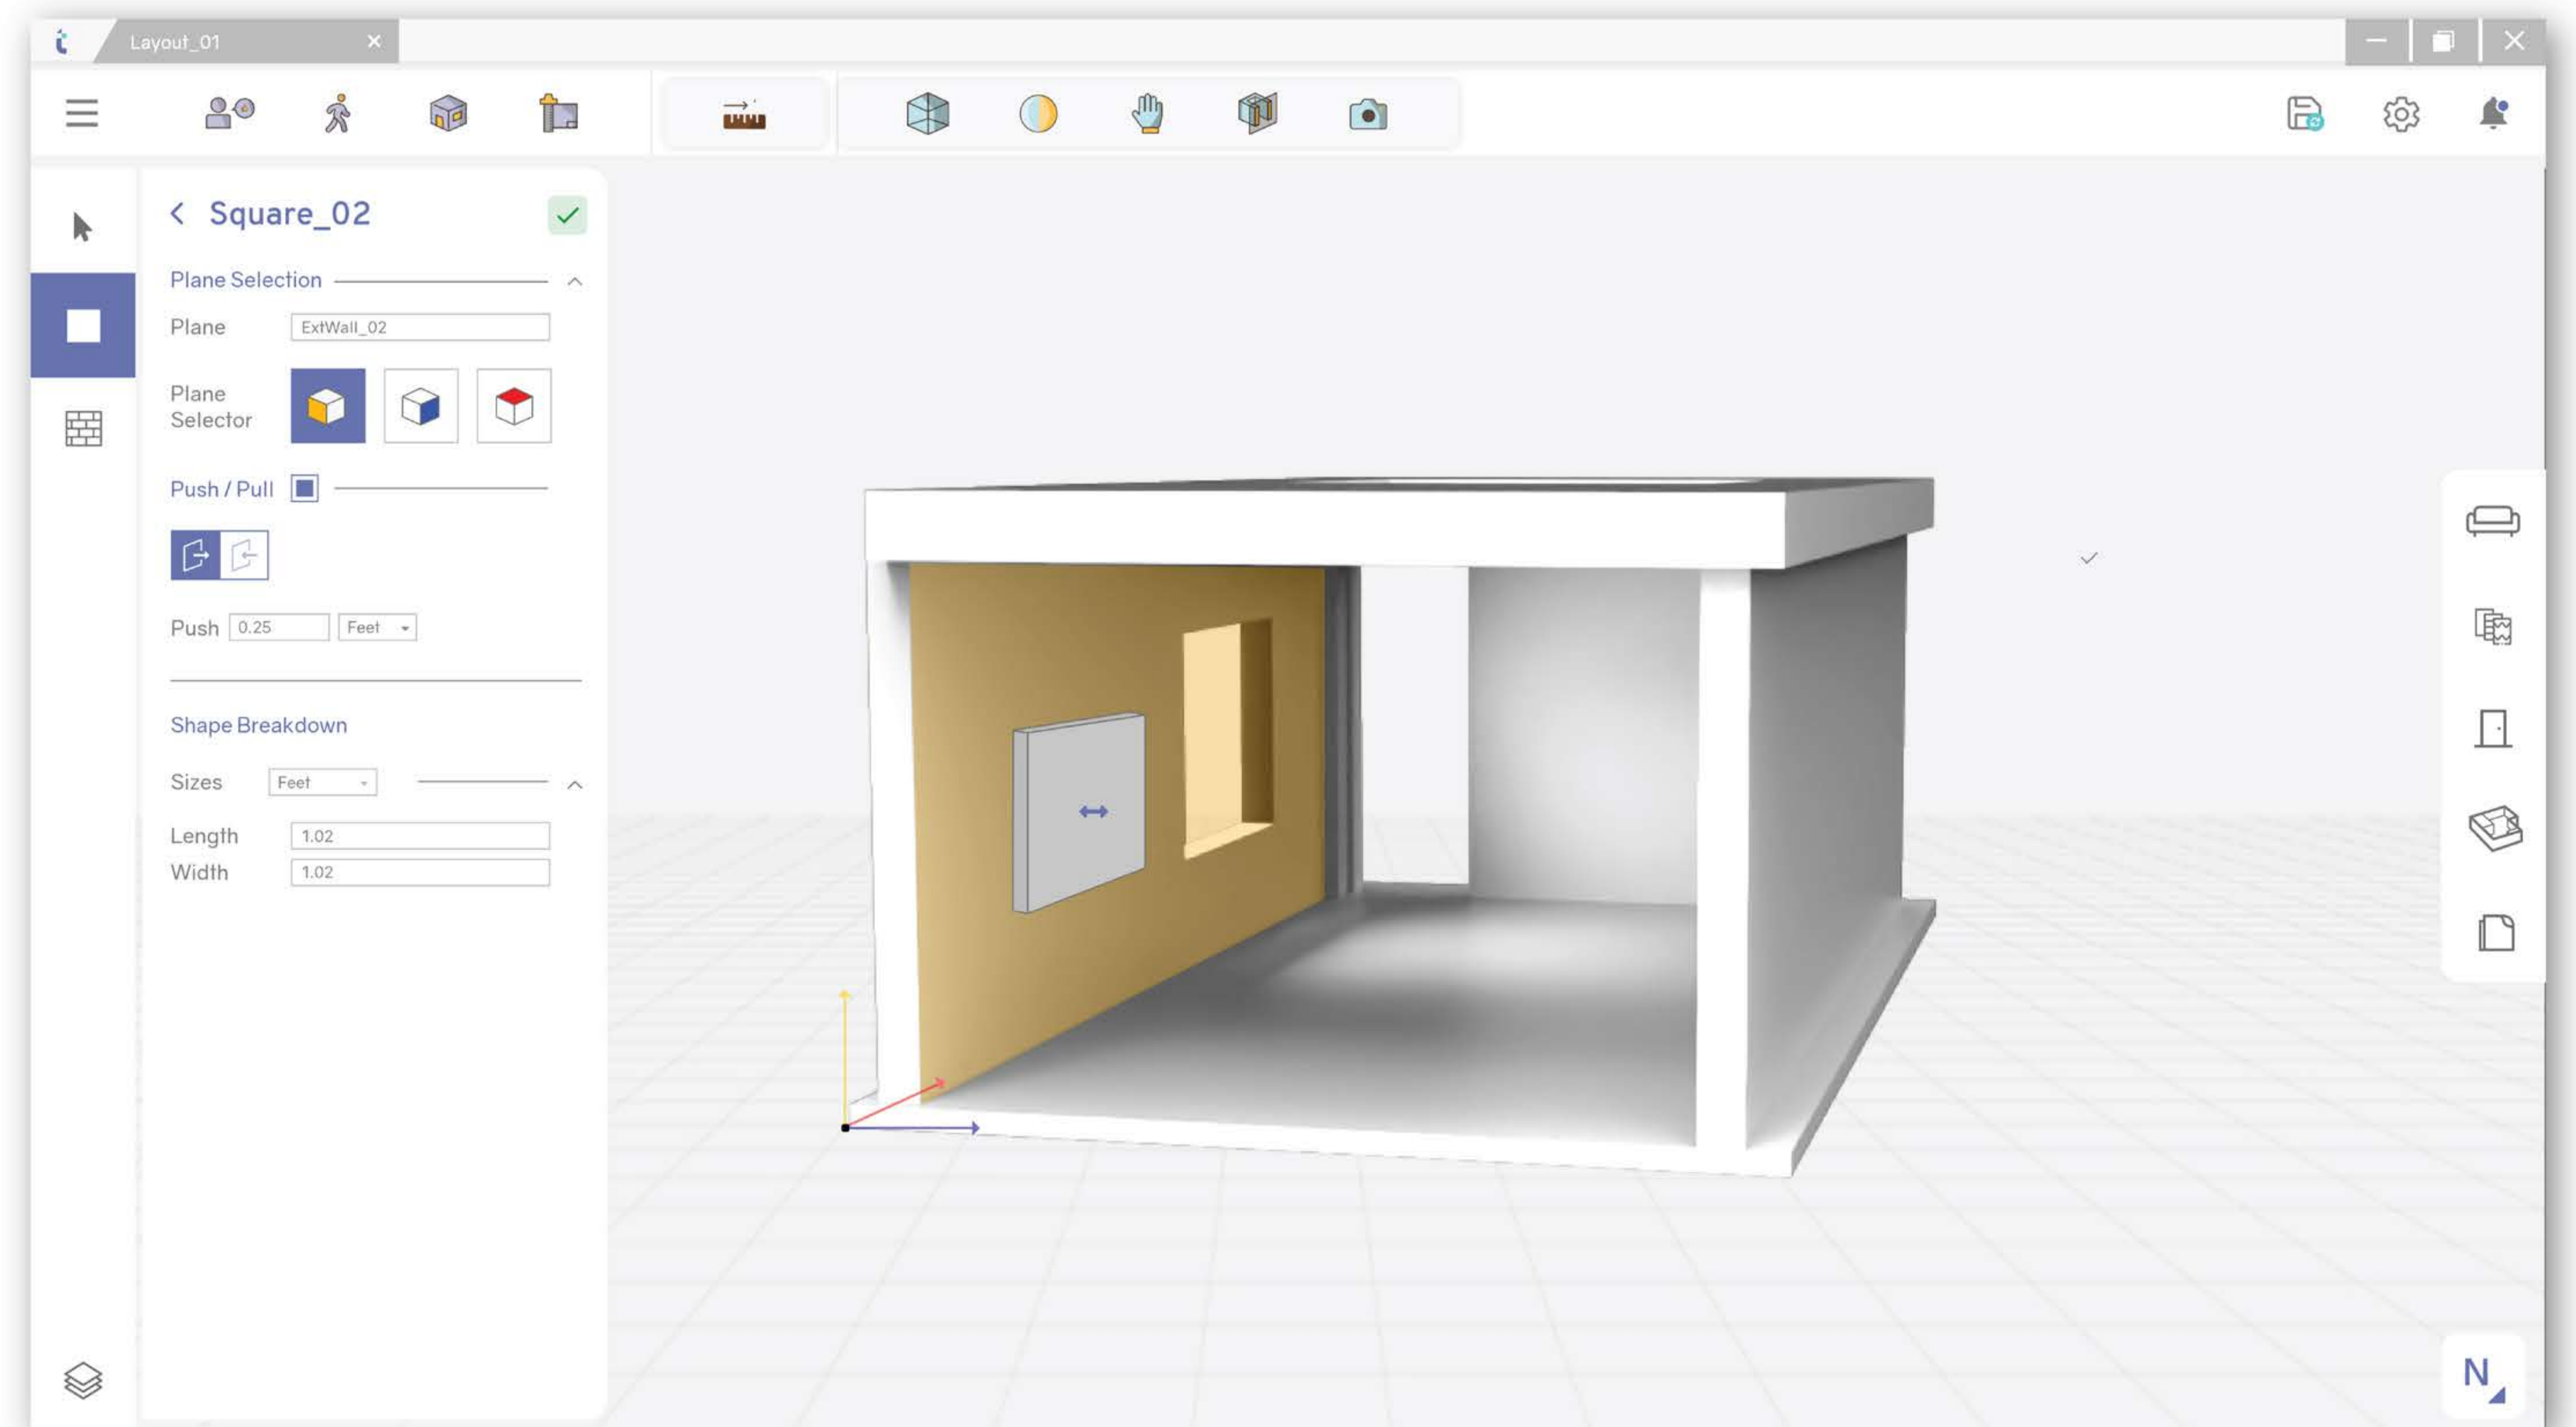 Layout_01
Square_02
Plane Selection
Plane ExtWall_02
Plane
Selector
Push / Pull
Push 0.25 Feet
Shape Breakdown
Sizes Feet
Length 1.02
Width 1.02
N